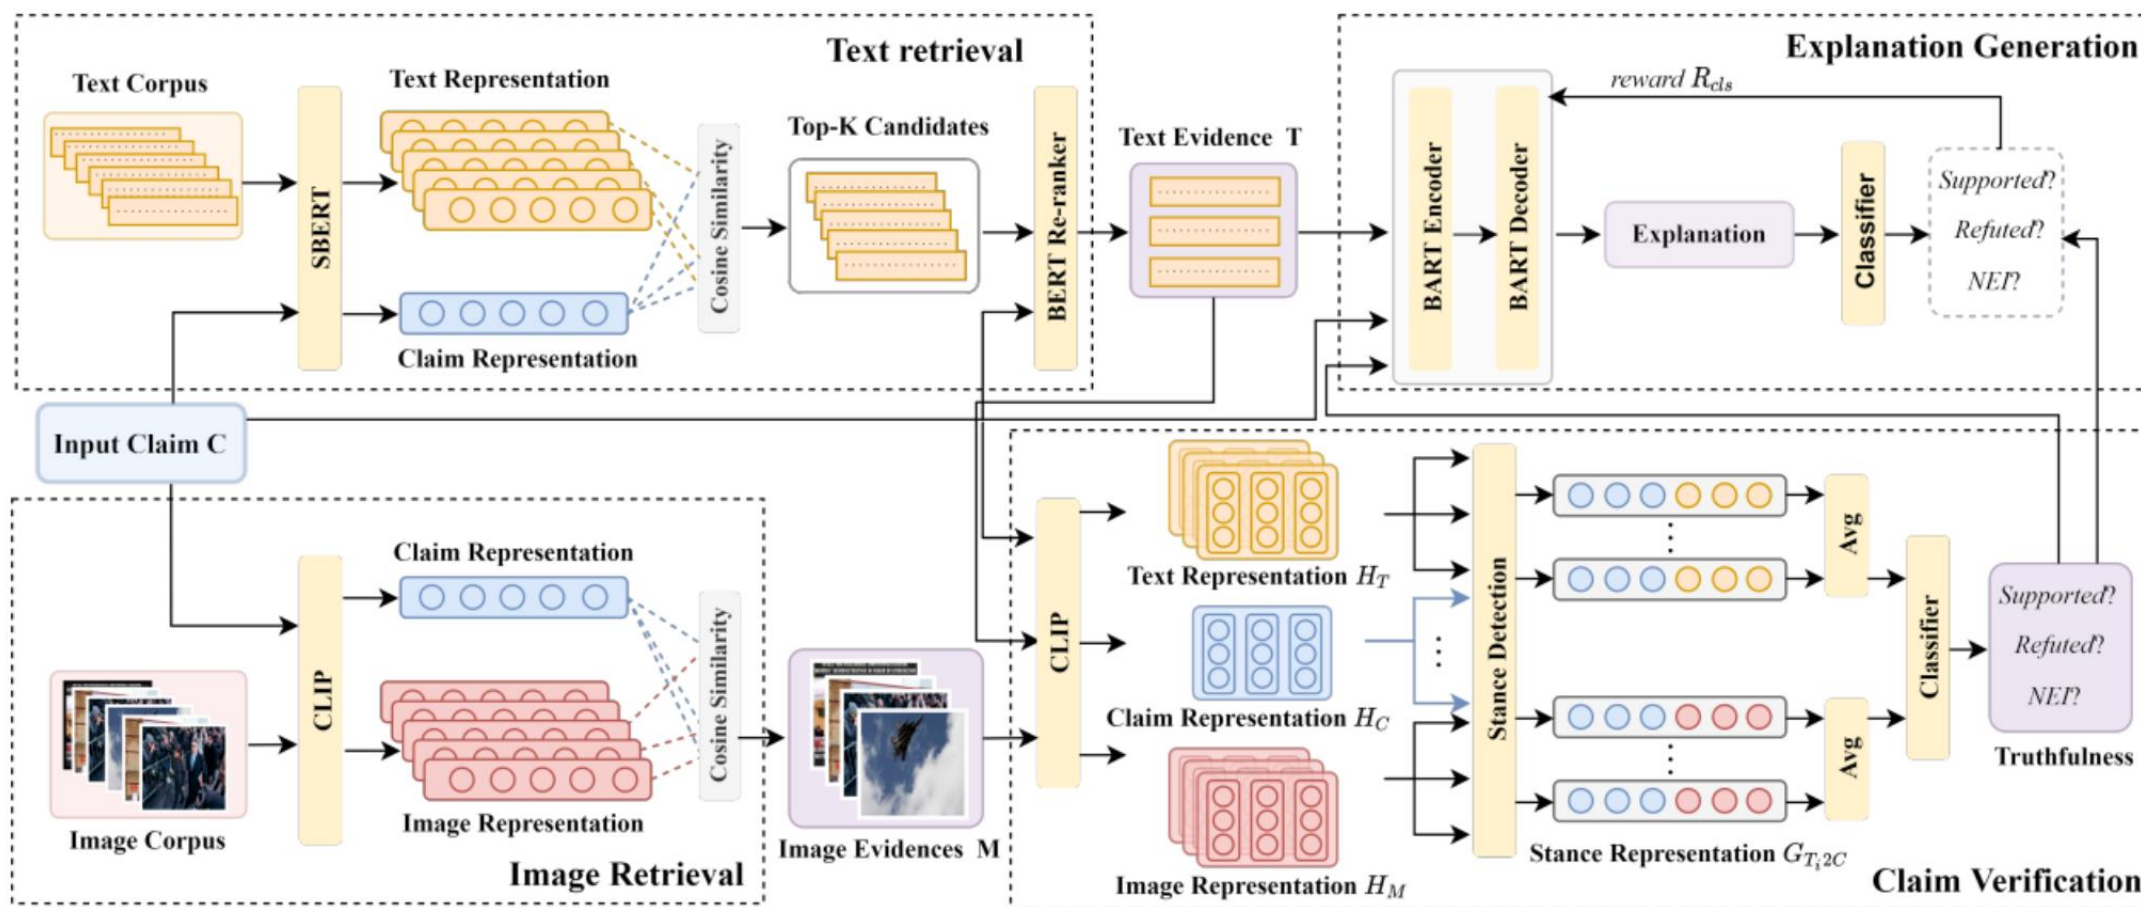 Text retrieval
Text Corpus
SBERT
Text Representation
Claim Representation
Cosine Similarity
Top-K Candidates
BERT Re-ranker
Text Evidence T
Explanation Generation
BART Encoder
BART Decoder
reward R_cls
Explanation
Classifier
Supported?
Refuted?
NEI?
Input Claim C
Image Retrieval
Image Corpus
CLIP
Claim Representation
Image Representation
Cosine Similarity
Image Evidences M
Claim Verification
CLIP
Text Representation H_T
Claim Representation H_C
Image Representation H_M
Stance Detection
Stance Representation G_{T_i2C}
Avg
Avg
Classifier
Supported?
Refuted?
NEI?
Truthfulness